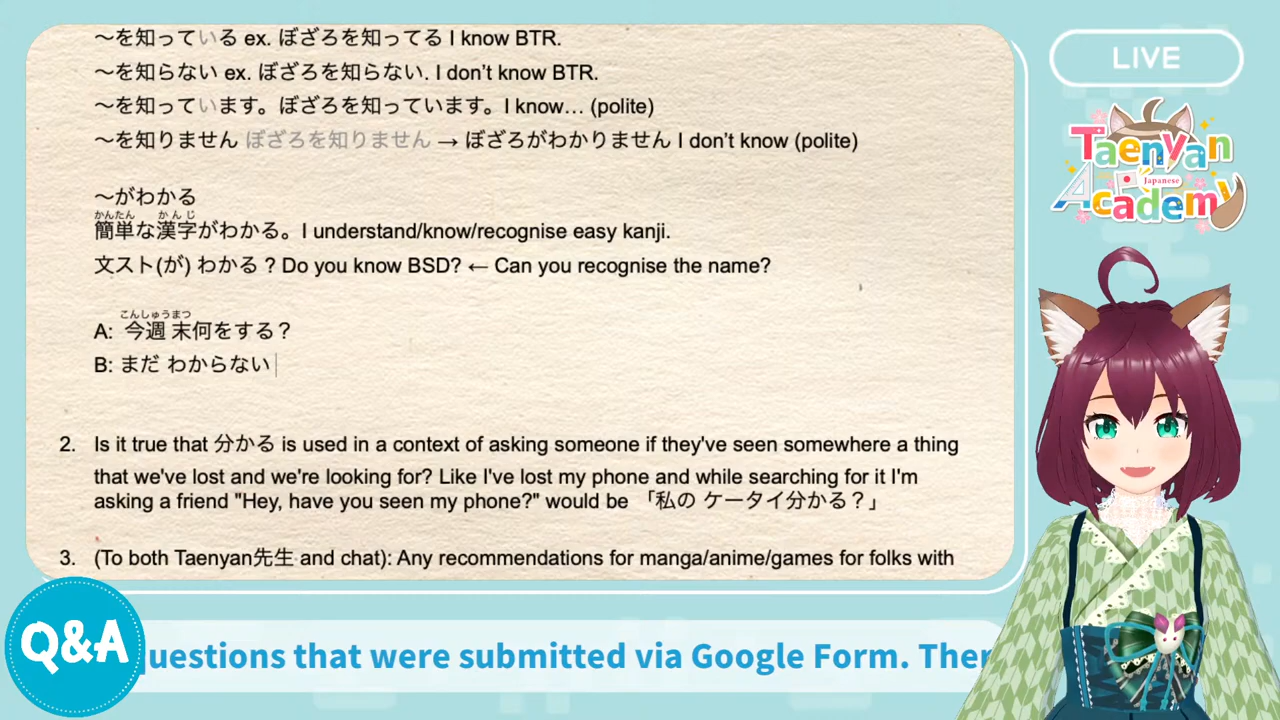 ～を知っている ex. ぼざろを知ってる I know BTR.
～を知らない ex. ぼざろを知らない. I don't know BTR.
～を知っています。ぼざろを知っています。I know… (polite)
～を知りません ぼざろを知りません → ぼざろがわかりません I don't know (polite)
～がわかる
かんたん かんじ
簡単な漢字がわかる。I understand/know/recognise easy kanji.
文スト(が) わかる ? Do you know BSD? ← Can you recognise the name?
こんしゅうまつ
A: 今週 末何をする？
B: まだ わからない
2. Is it true that 分かる is used in a context of asking someone if they've seen somewhere a thing
that we've lost and we're looking for? Like I've lost my phone and while searching for it I'm
asking a friend "Hey, have you seen my phone?" would be 「私の ケータイ分かる？」
3. (To both Taenyan先生 and chat): Any recommendations for manga/anime/games for folks with
LIVE
Taenyan
Japanese
Academy
Q&A
uestions that were submitted via Google Form. Ther